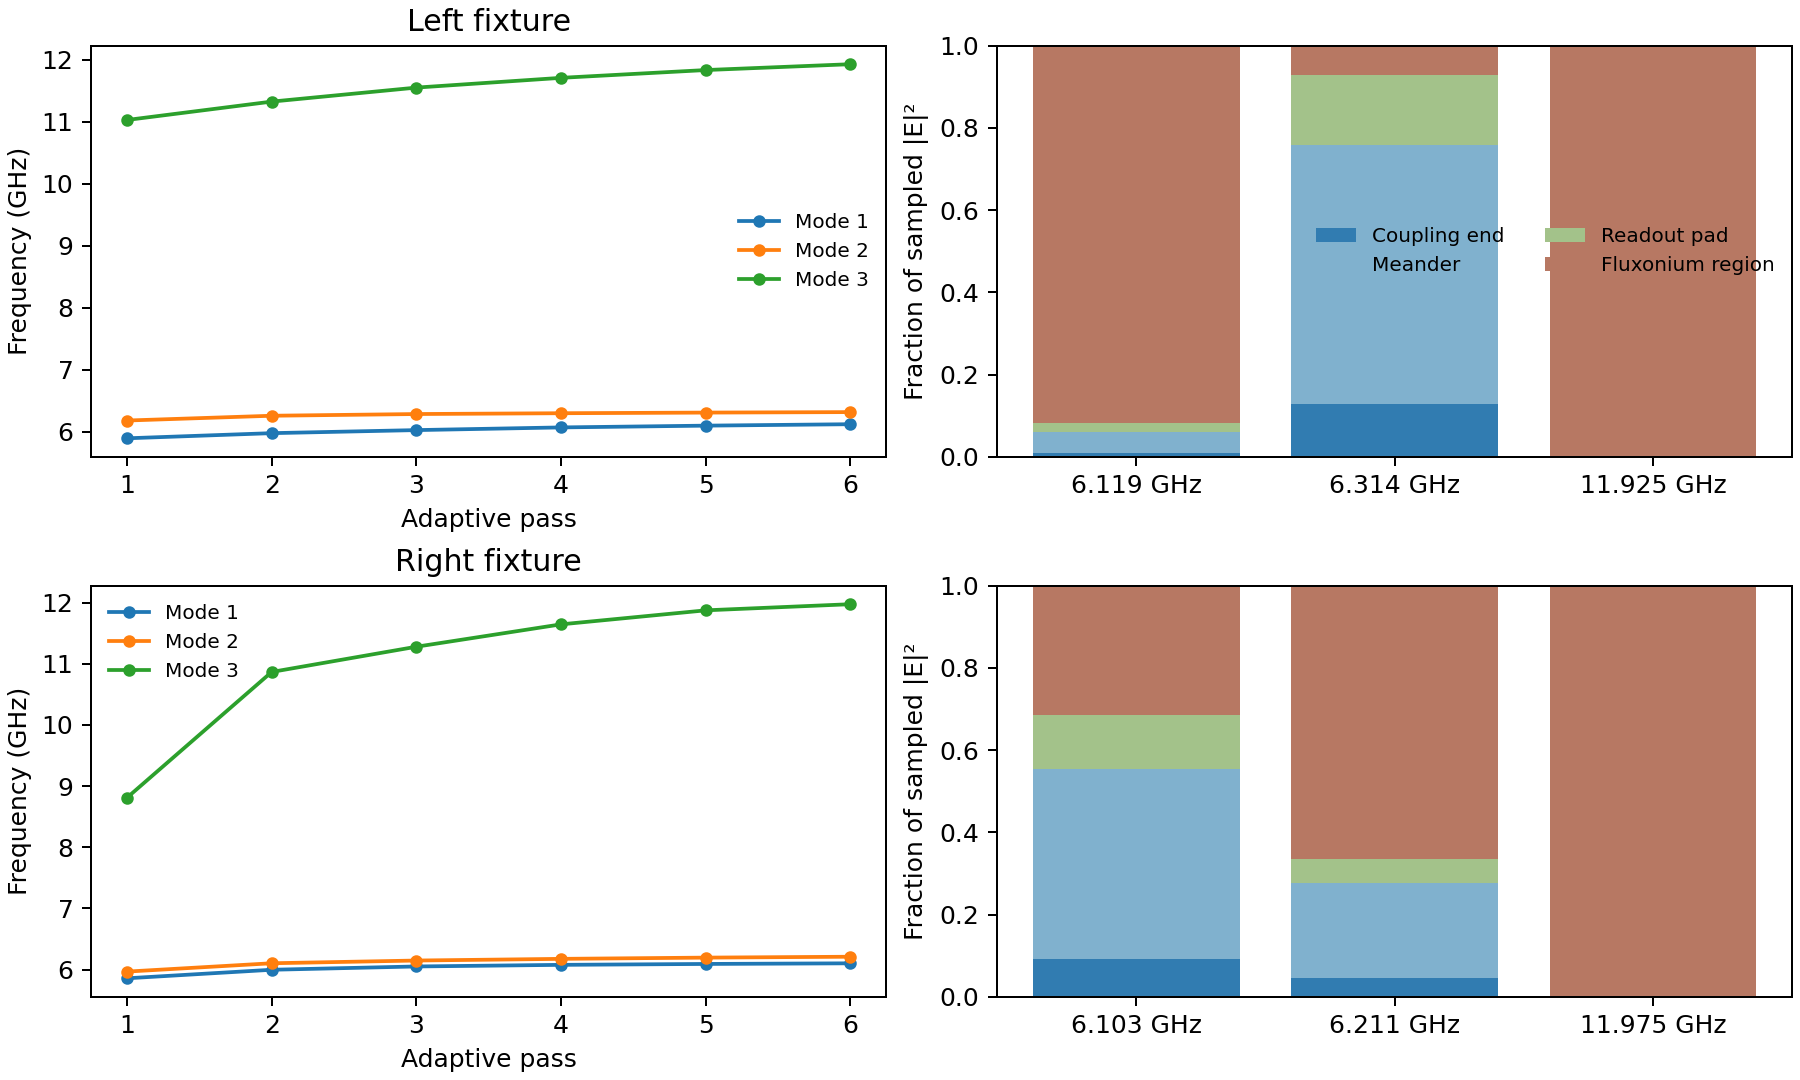 Left fixture
Frequency (GHz)
12
11
10
9
8
7
6
Mode 1
Mode 2
Mode 3
1 2 3 4 5 6
Adaptive pass
Fraction of sampled |E|²
1.0
0.8
0.6
0.4
0.2
0.0
Coupling end Readout pad
Meander Fluxonium region
6.119 GHz 6.314 GHz 11.925 GHz
Right fixture
Frequency (GHz)
12
11
10
9
8
7
6
Mode 1
Mode 2
Mode 3
1 2 3 4 5 6
Adaptive pass
Fraction of sampled |E|²
1.0
0.8
0.6
0.4
0.2
0.0
6.103 GHz 6.211 GHz 11.975 GHz